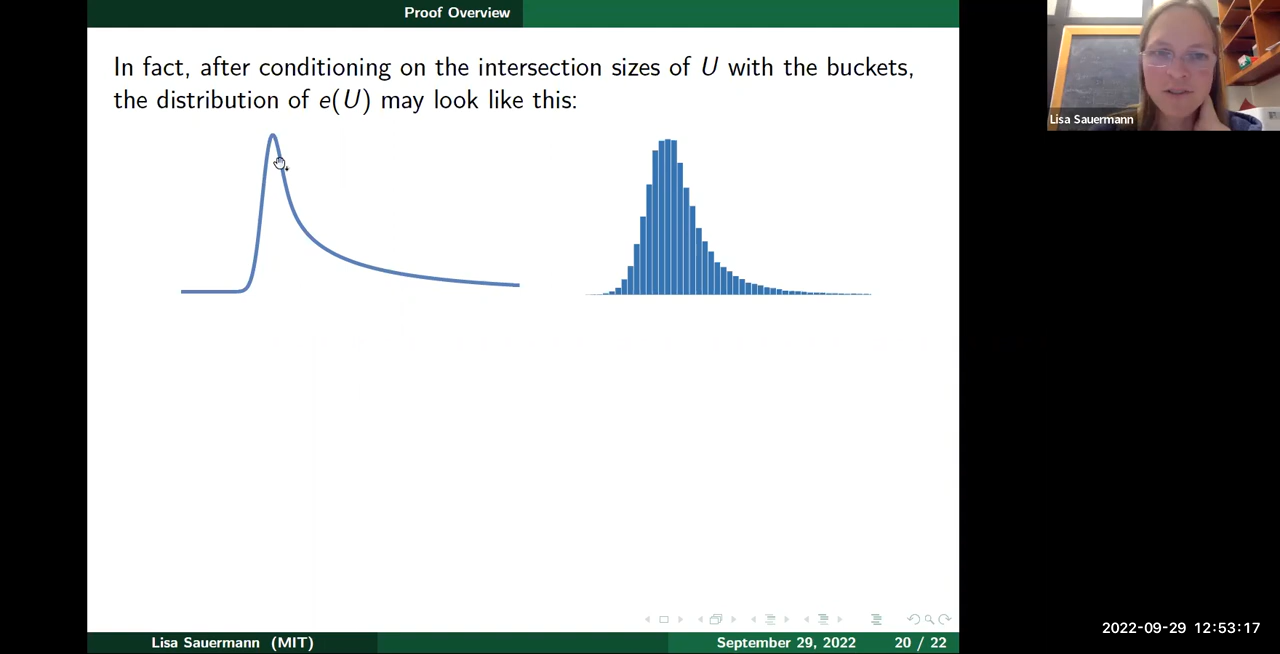 Proof Overview
In fact, after conditioning on the intersection sizes of U with the buckets,
the distribution of e(U) may look like this:
Lisa Sauermann
Lisa Sauermann (MIT)
September 29, 2022
20 / 22
2022-09-29 12:53:17